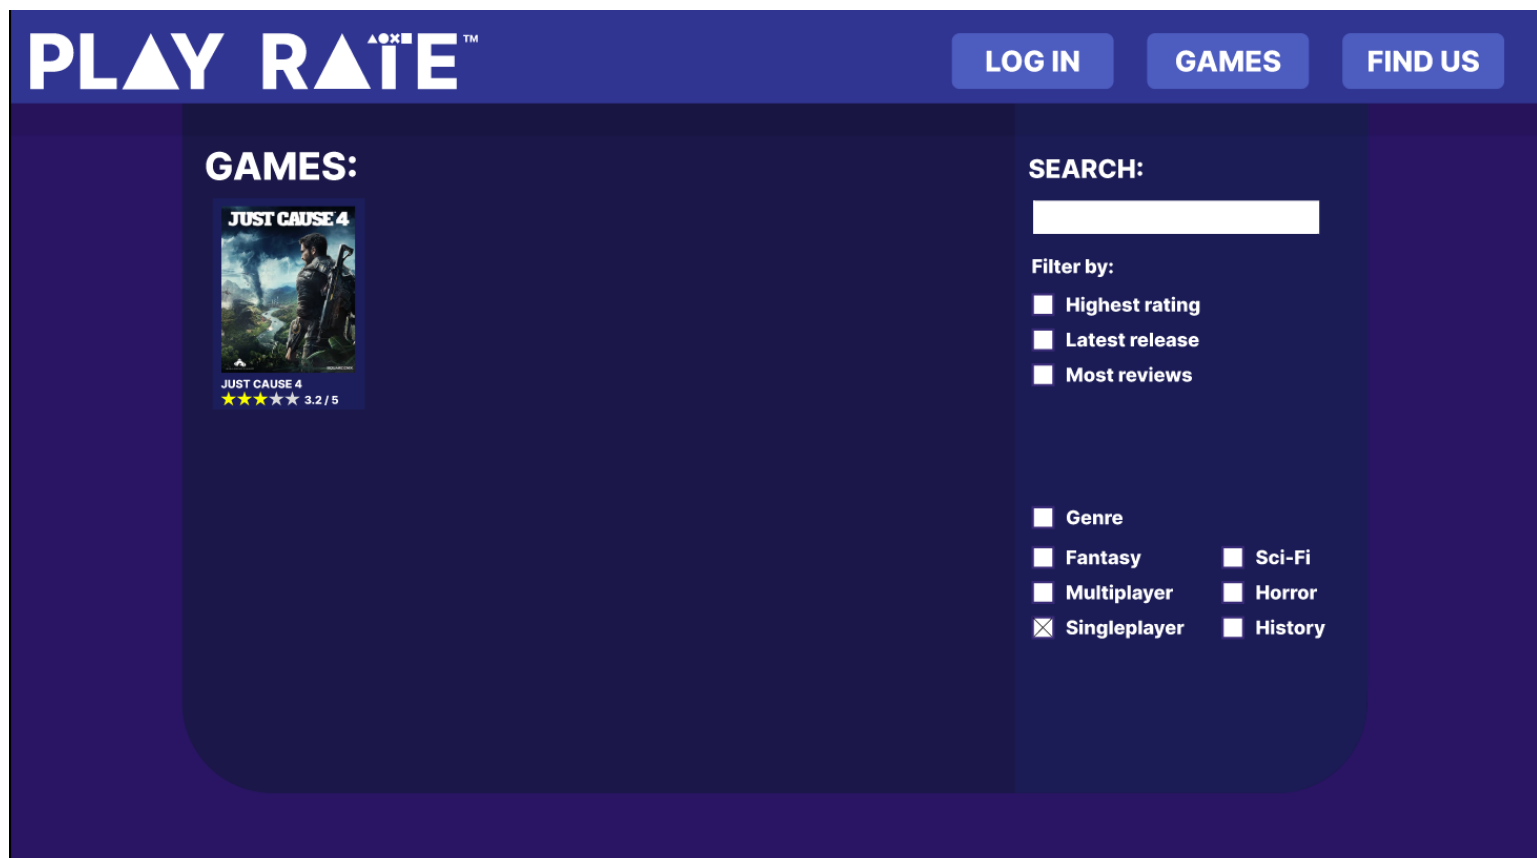 PLAY RATE™
LOG IN
GAMES
FIND US
GAMES:
JUST CAUSE 4
JUST CAUSE 4
3.2 / 5
SEARCH:
Filter by:
Highest rating
Latest release
Most reviews
Genre
Fantasy
Sci-Fi
Multiplayer
Horror
Singleplayer
History